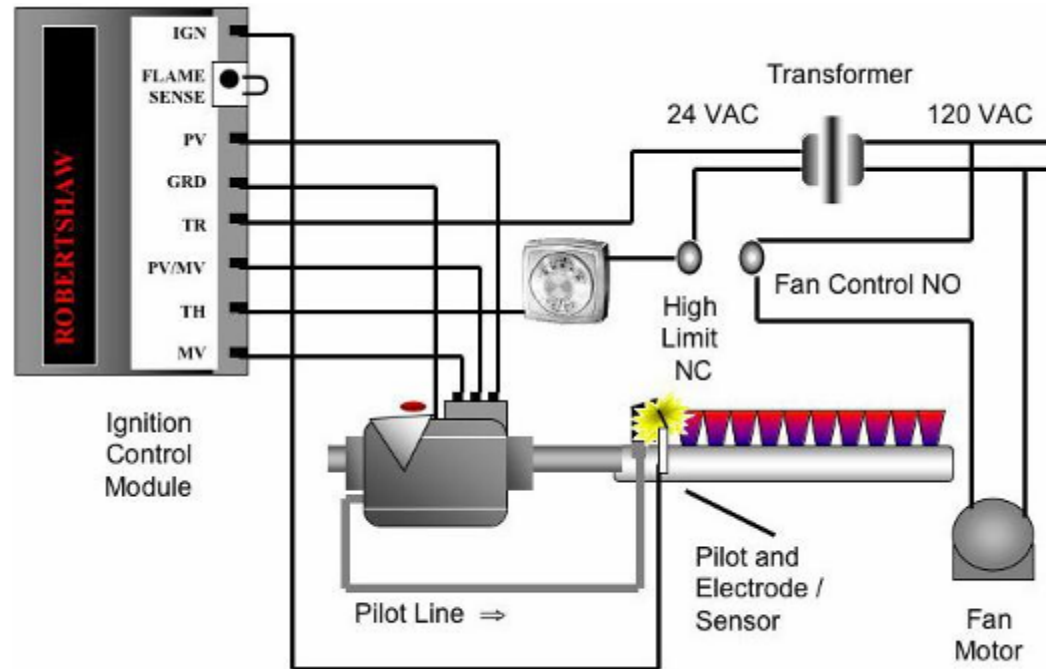 ROBERTSHAW
IGN
FLAME
SENSE
PV
GRD
TR
PV/MV
TH
MV
Ignition
Control
Module
Transformer
24 VAC
120 VAC
Fan Control NO
High
Limit
NC
Pilot Line ⇒
Pilot and
Electrode /
Sensor
Fan
Motor